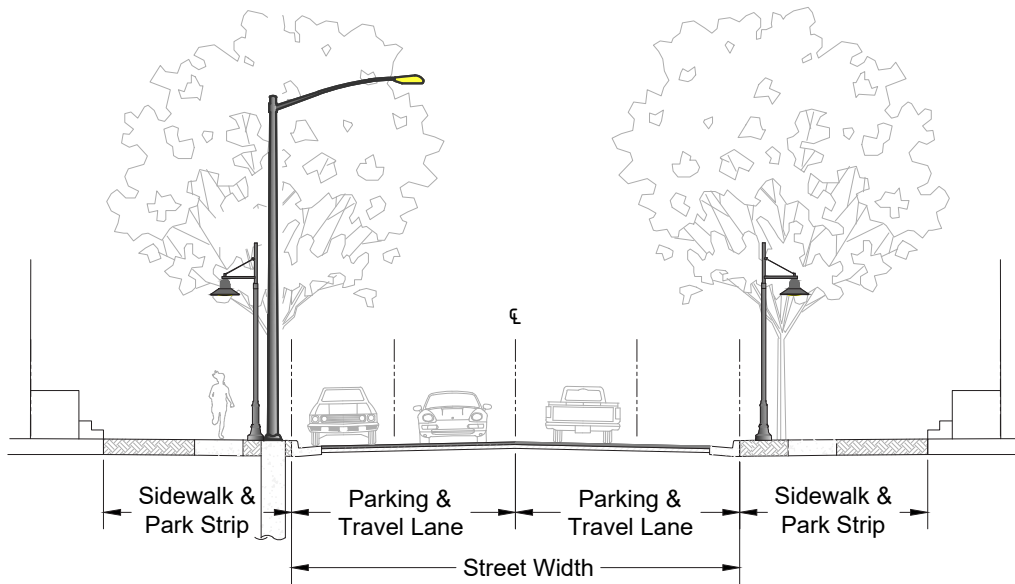 ℄
Sidewalk &
Park Strip
Parking &
Travel Lane
Parking &
Travel Lane
Sidewalk &
Park Strip
Street Width